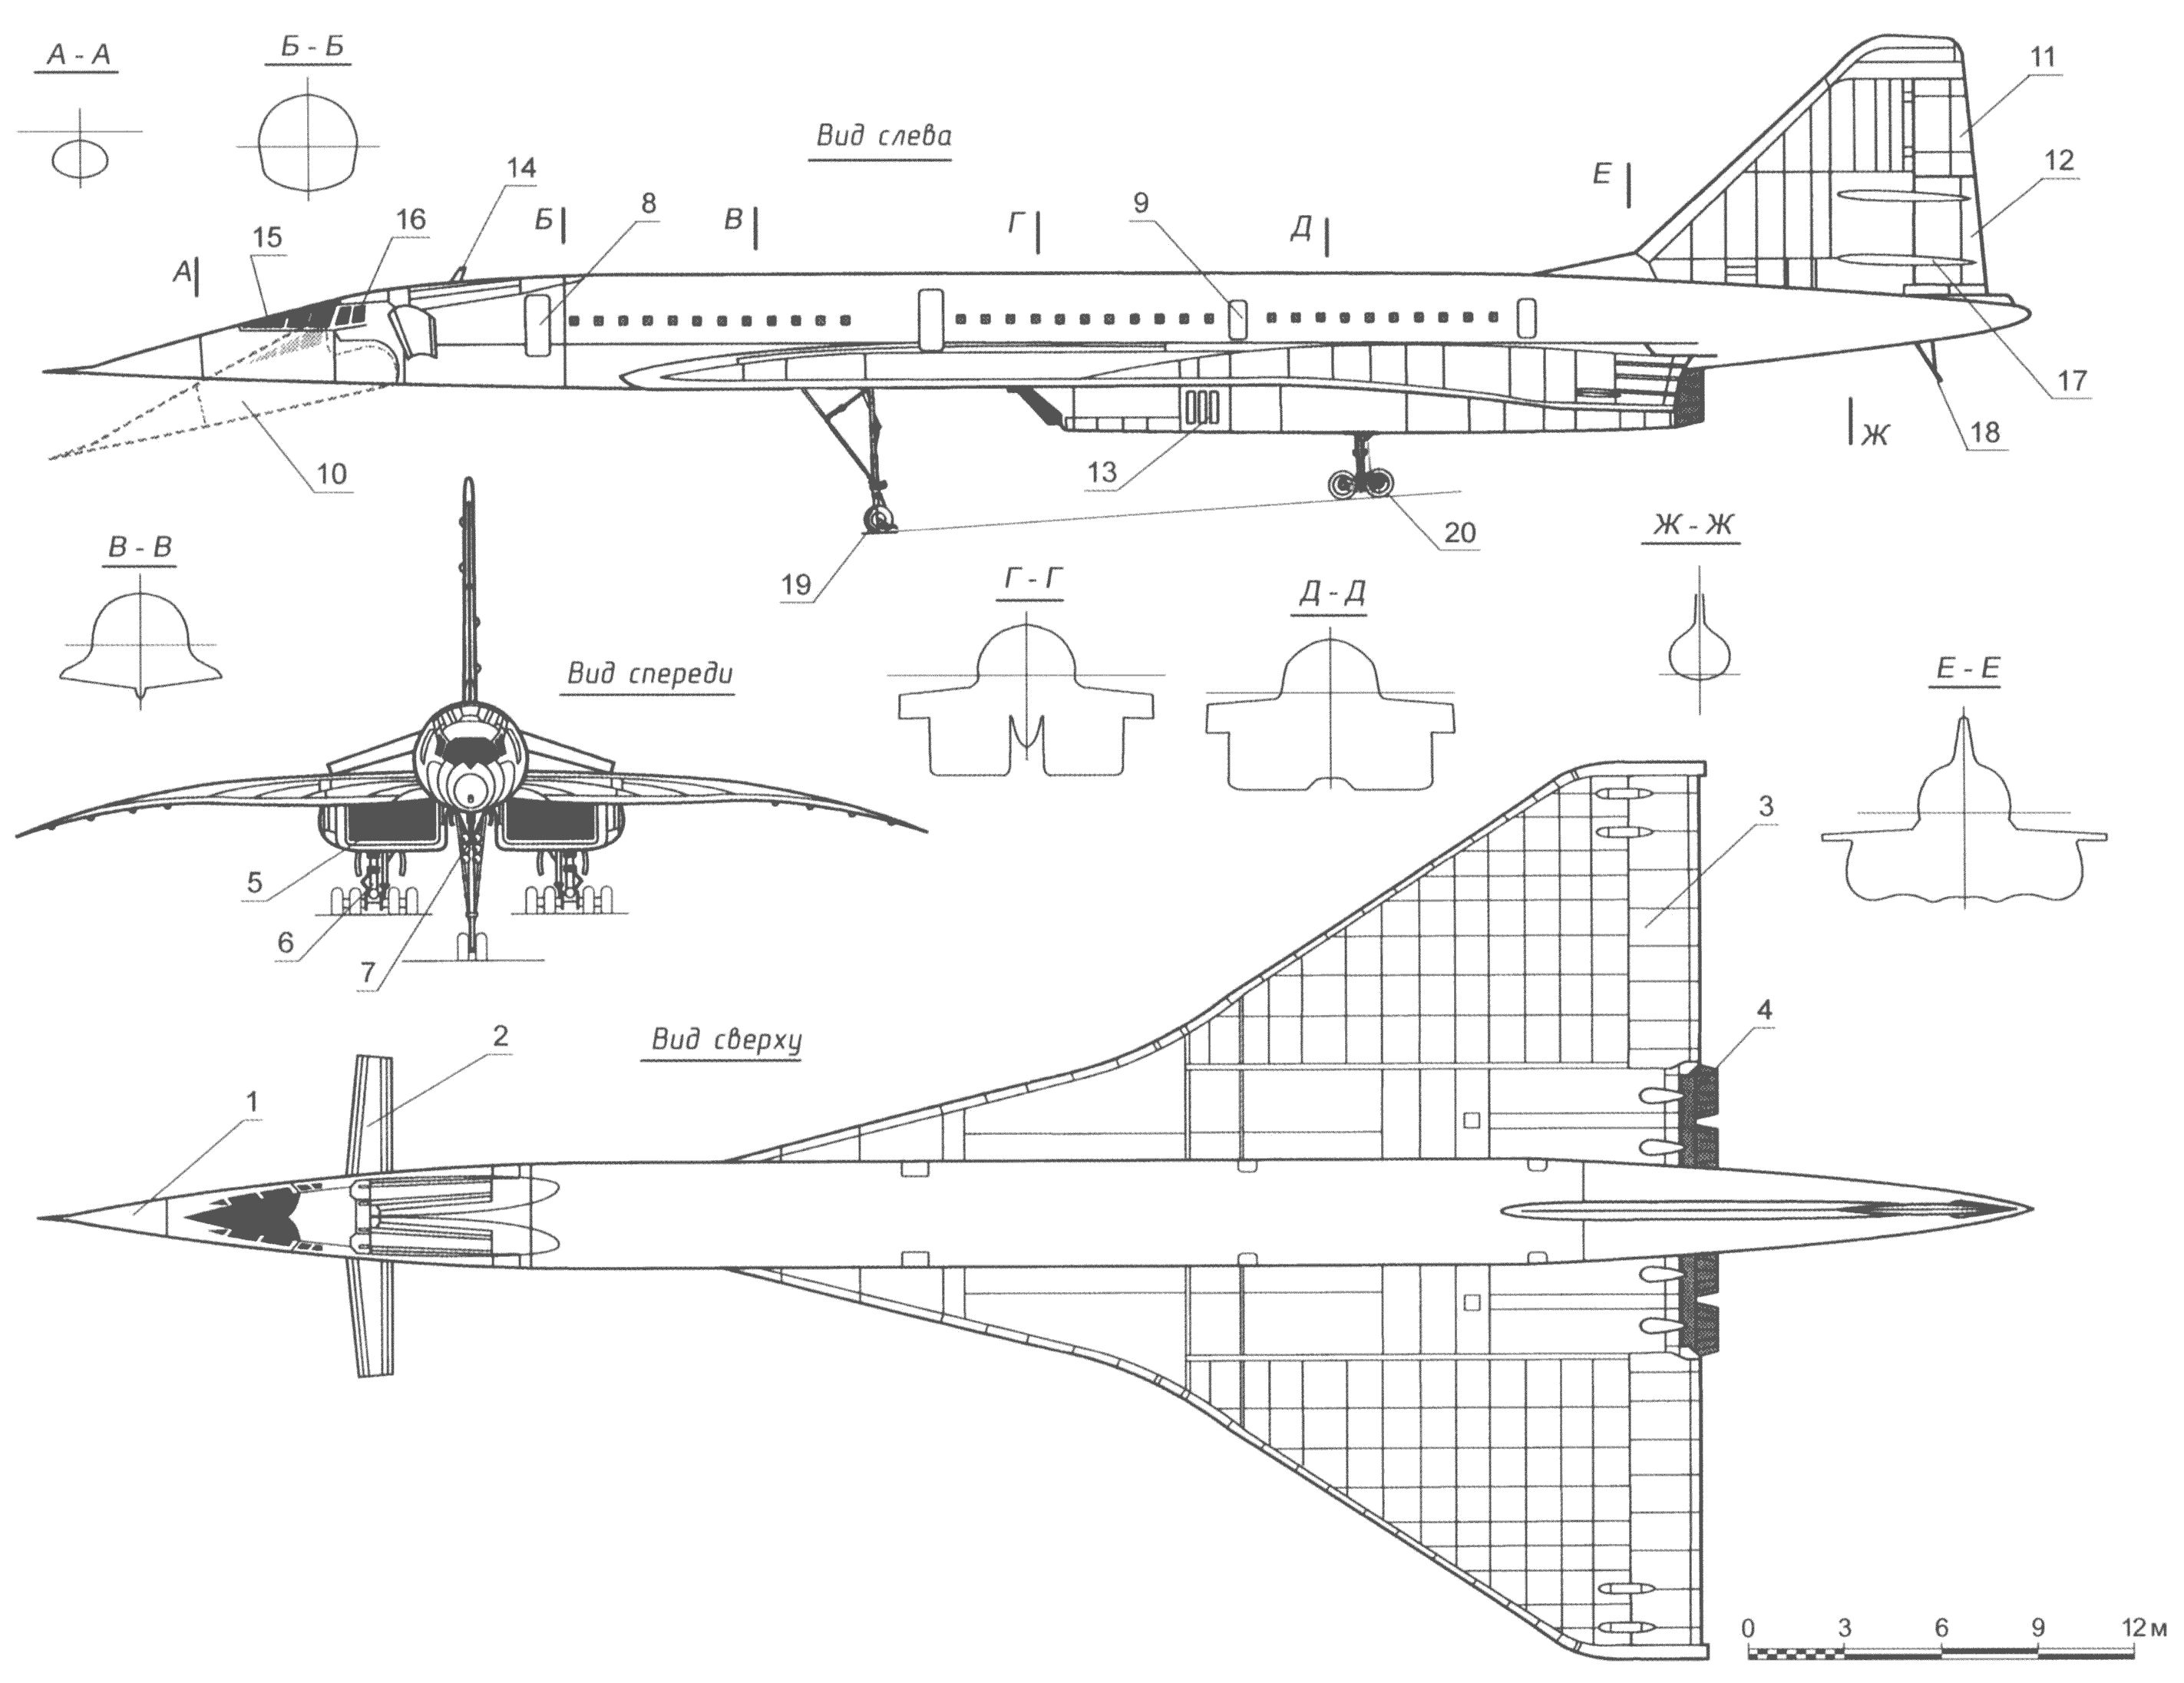 А - А
Б - Б
Вид слева
11
12
Е
14
Б
8
В
Г
9
Д
15
16
А
10
13
17
18
Ж
19
20
В - В
Г - Г
Д - Д
Ж - Ж
Е - Е
Вид спереди
5
6
7
3
4
Вид сверху
2
1
0 3 6 9 12 м